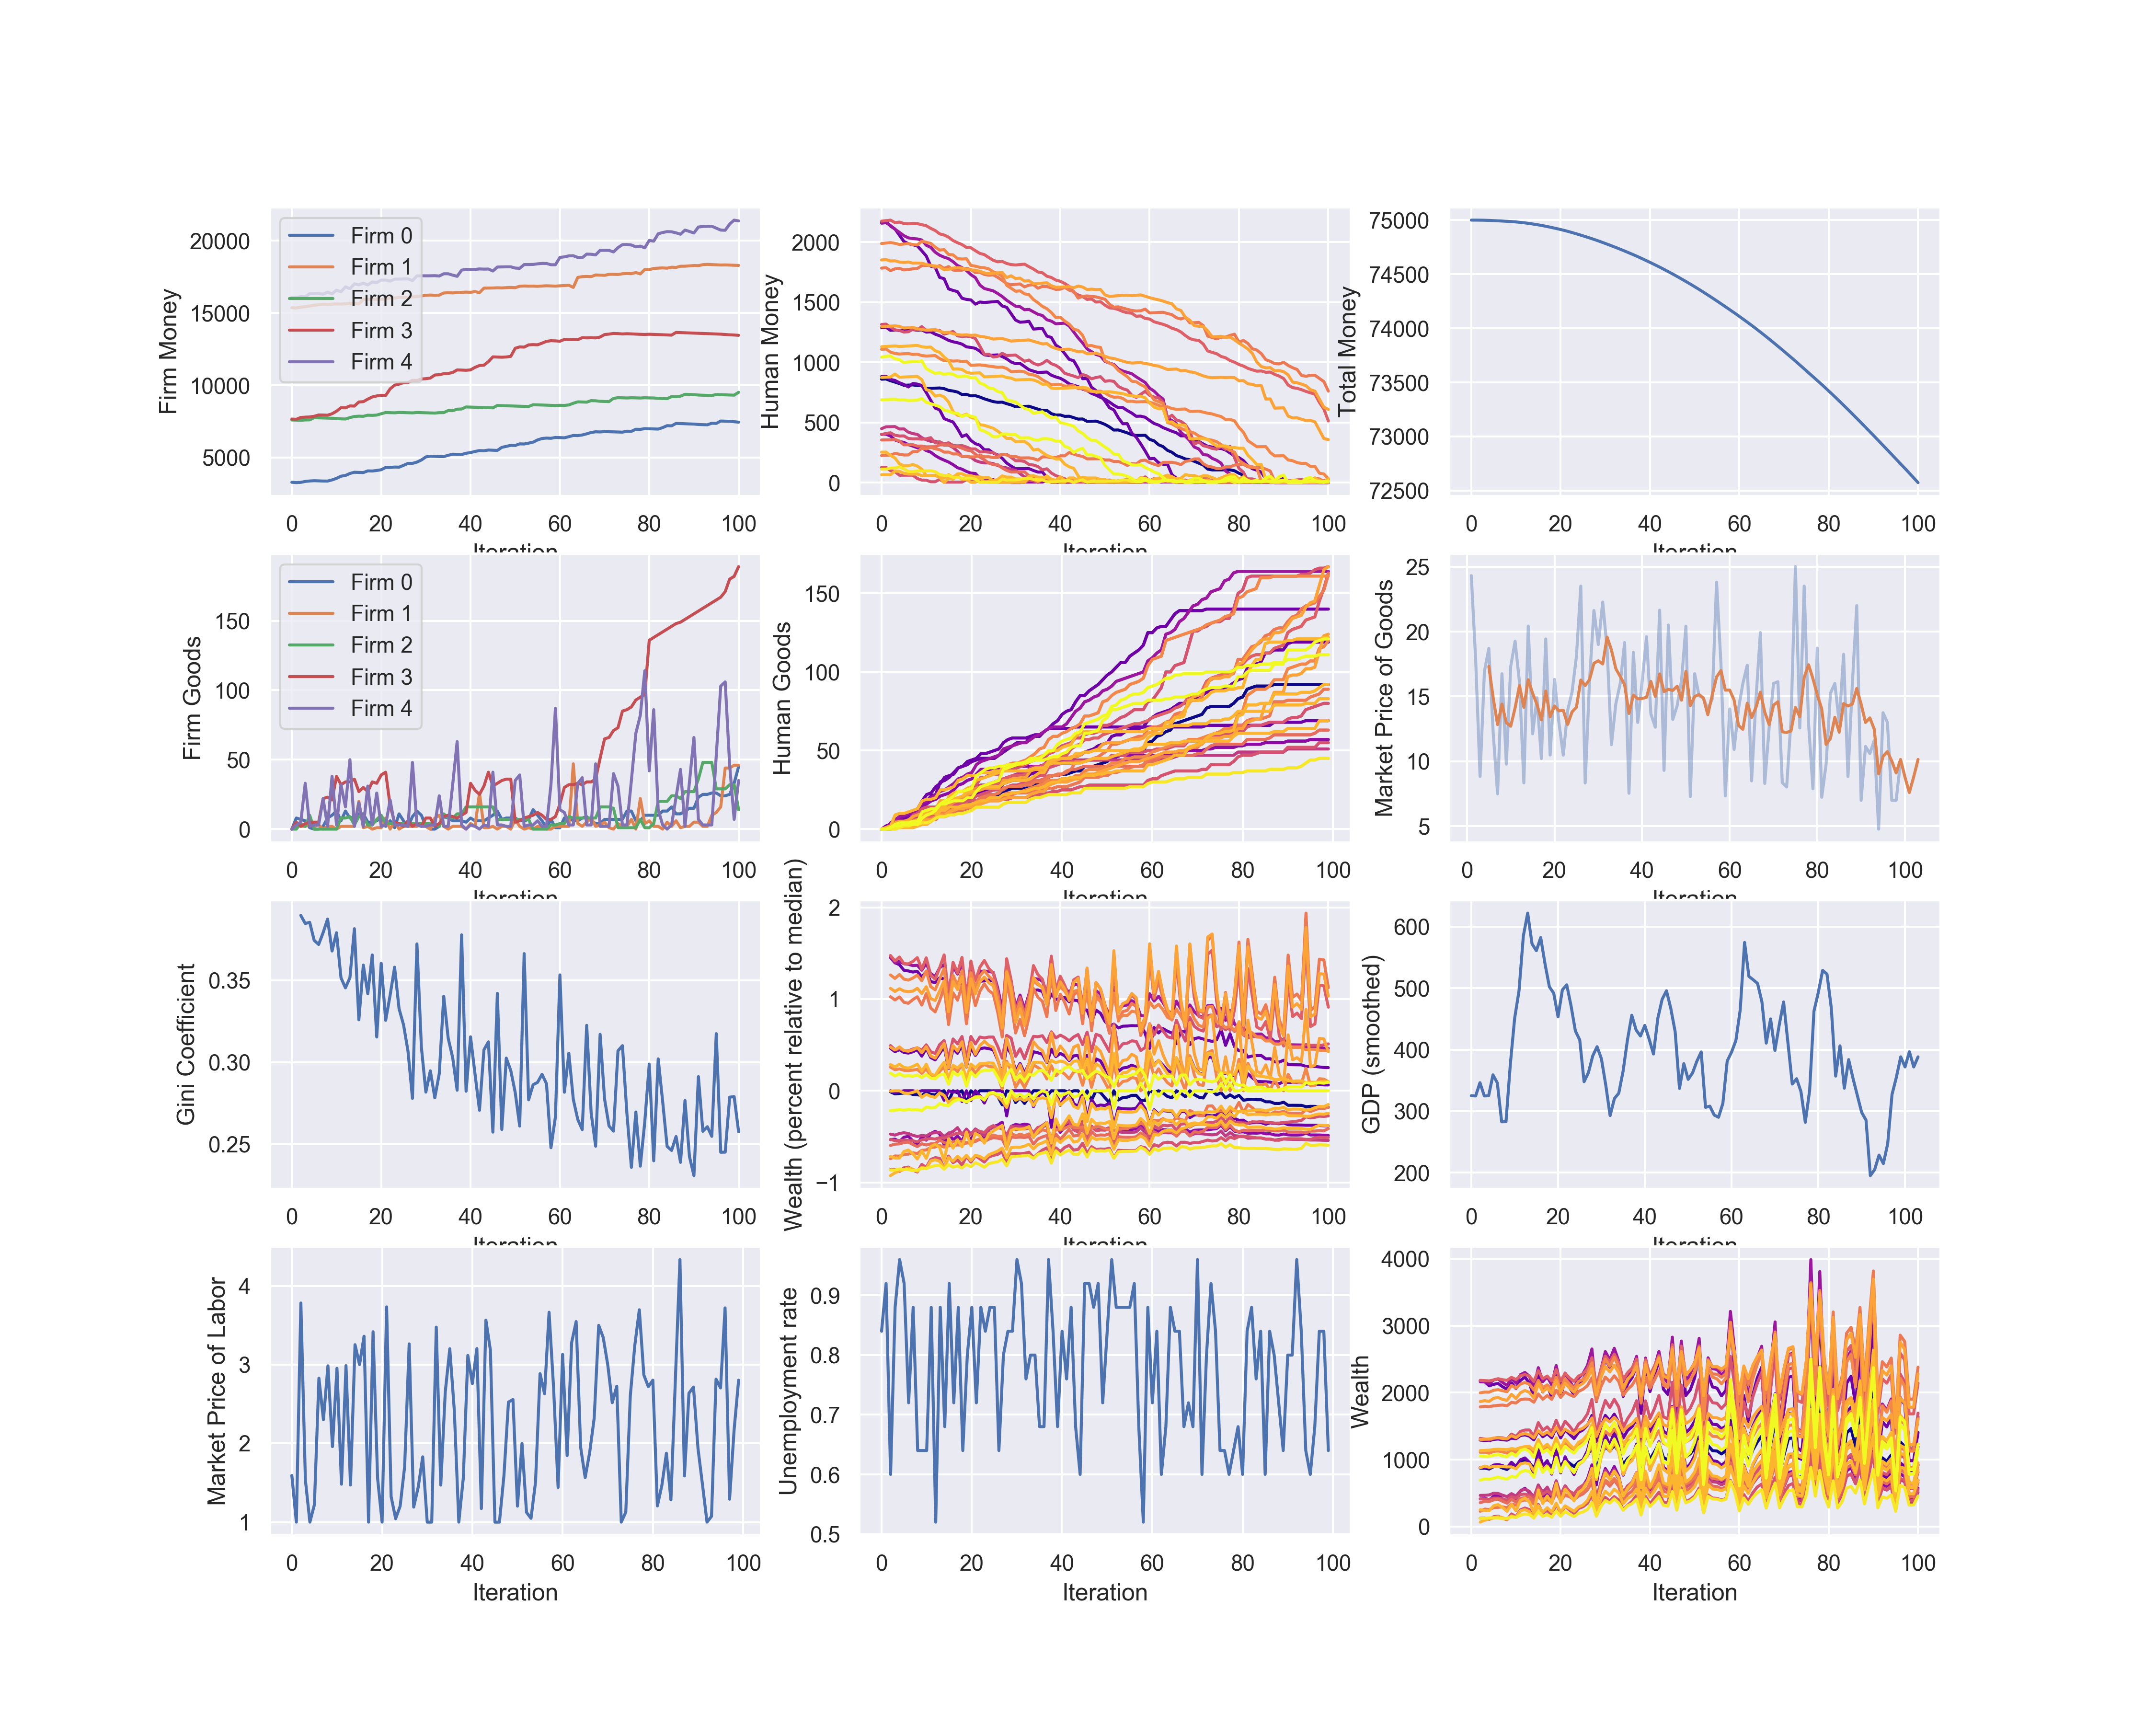 Firm Money
20000
15000
10000
5000
Firm 0
Firm 1
Firm 2
Firm 3
Firm 4
0 20 40 60 80 100
Iteration
Human Money
2000
1500
1000
500
0
0 20 40 60 80 100
Iteration
Total Money
75000
74500
74000
73500
73000
72500
0 20 40 60 80 100
Iteration
Firm Goods
150
100
50
0
Firm 0
Firm 1
Firm 2
Firm 3
Firm 4
0 20 40 60 80 100
Iteration
Human Goods
150
100
50
0
0 20 40 60 80 100
Iteration
Market Price of Goods
25
20
15
10
5
0 20 40 60 80 100
Iteration
Gini Coefficient
0.35
0.30
0.25
0 20 40 60 80 100
Iteration
Wealth (percent relative to median)
2
1
0
−1
0 20 40 60 80 100
Iteration
GDP (smoothed)
600
500
400
300
200
0 20 40 60 80 100
Iteration
Market Price of Labor
4
3
2
1
0 20 40 60 80 100
Iteration
Unemployment rate
0.9
0.8
0.7
0.6
0.5
0 20 40 60 80 100
Iteration
Wealth
4000
3000
2000
1000
0
0 20 40 60 80 100
Iteration